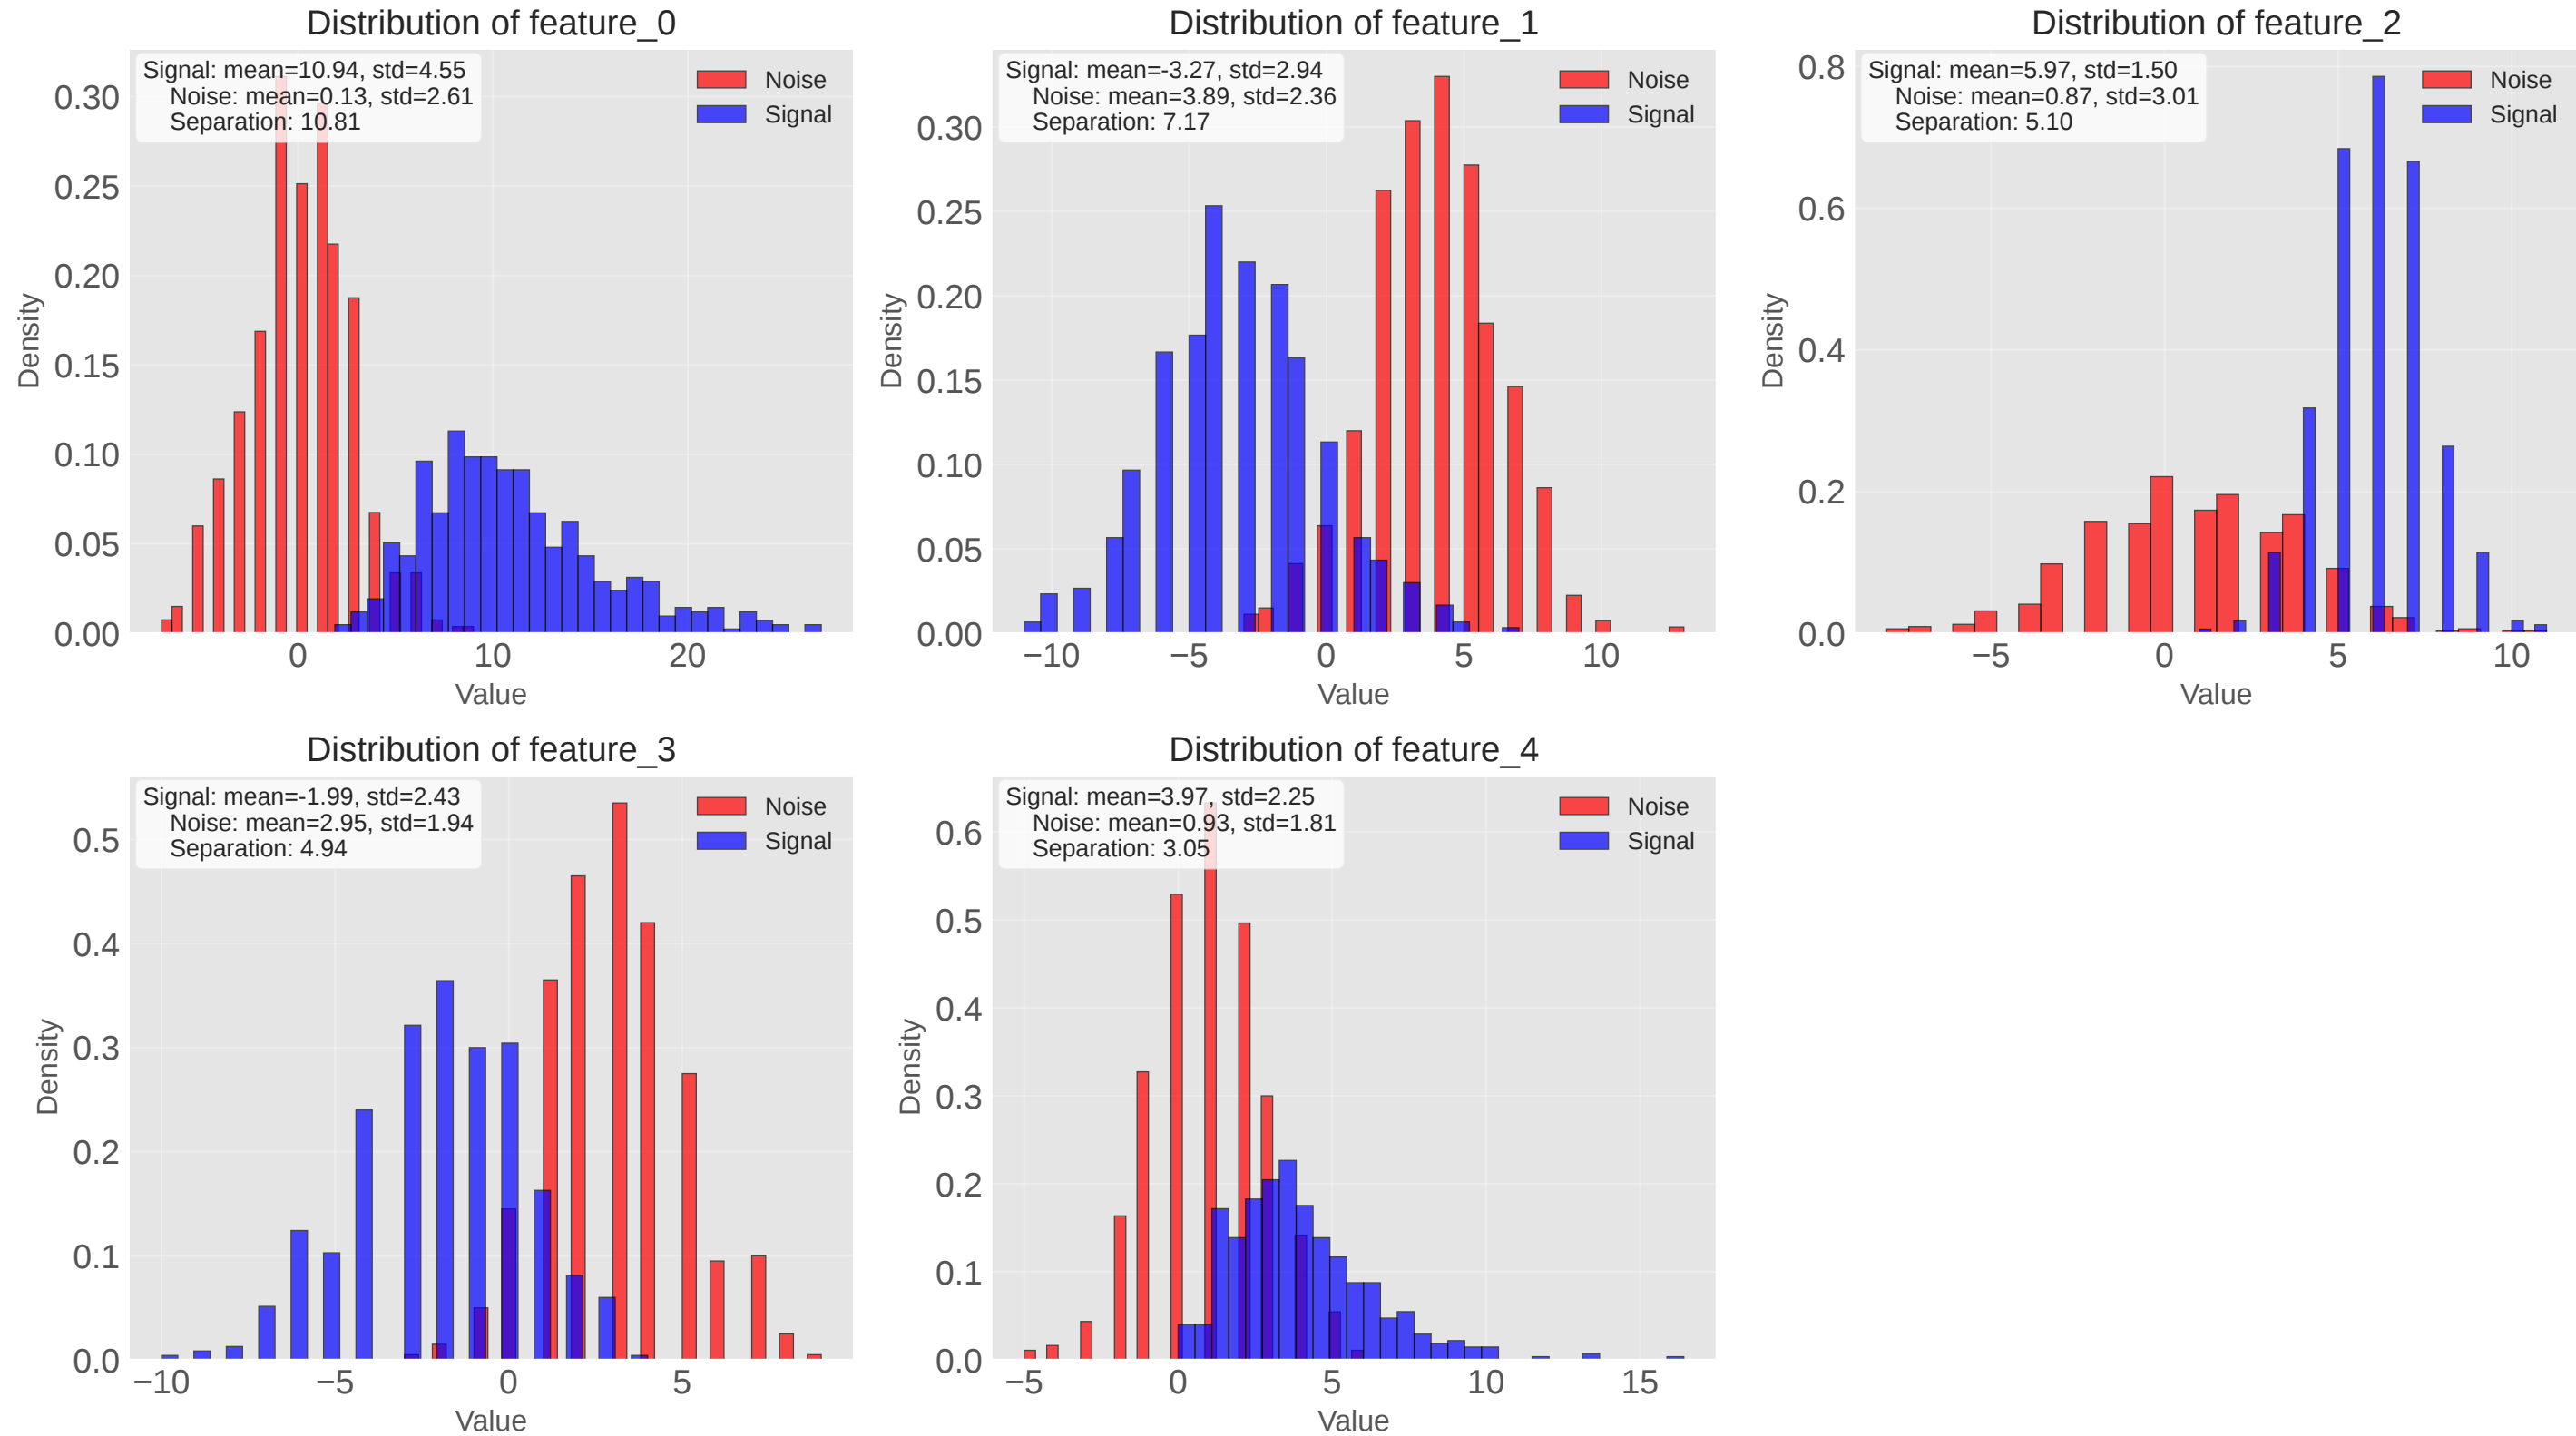 Distribution of feature_0
Signal: mean=10.94, std=4.55
Noise: mean=0.13, std=2.61
Separation: 10.81
Noise
Signal
0.30
0.25
0.20
0.15
0.10
0.05
0.00
Density
0 10 20
Value
Distribution of feature_1
Signal: mean=-3.27, std=2.94
Noise: mean=3.89, std=2.36
Separation: 7.17
Noise
Signal
0.30
0.25
0.20
0.15
0.10
0.05
0.00
Density
−10 −5 0 5 10
Value
Distribution of feature_2
Signal: mean=5.97, std=1.50
Noise: mean=0.87, std=3.01
Separation: 5.10
Noise
Signal
0.8
0.6
0.4
0.2
0.0
Density
−5 0 5 10
Value
Distribution of feature_3
Signal: mean=-1.99, std=2.43
Noise: mean=2.95, std=1.94
Separation: 4.94
Noise
Signal
0.5
0.4
0.3
0.2
0.1
0.0
Density
−10 −5 0 5
Value
Distribution of feature_4
Signal: mean=3.97, std=2.25
Noise: mean=0.93, std=1.81
Separation: 3.05
Noise
Signal
0.6
0.5
0.4
0.3
0.2
0.1
0.0
Density
−5 0 5 10 15
Value